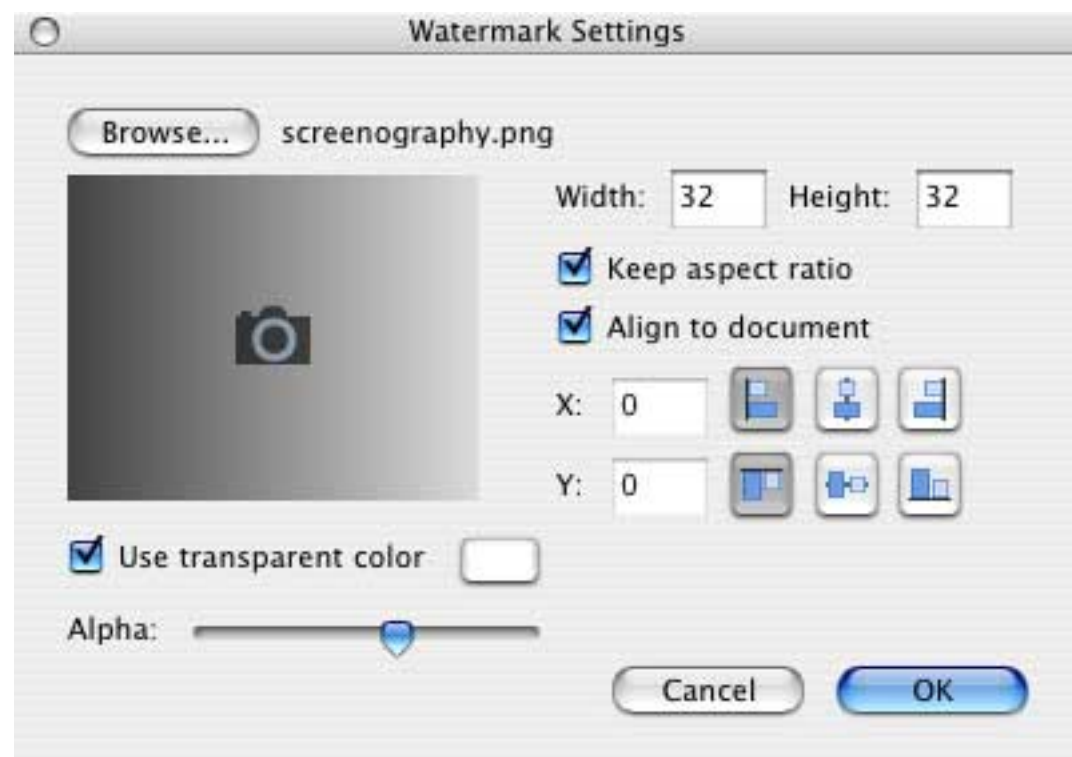 Watermark Settings
Browse... screenography.png
Width: 32 Height: 32
Keep aspect ratio
Align to document
X: 0
Y: 0
Use transparent color
Alpha:
Cancel OK